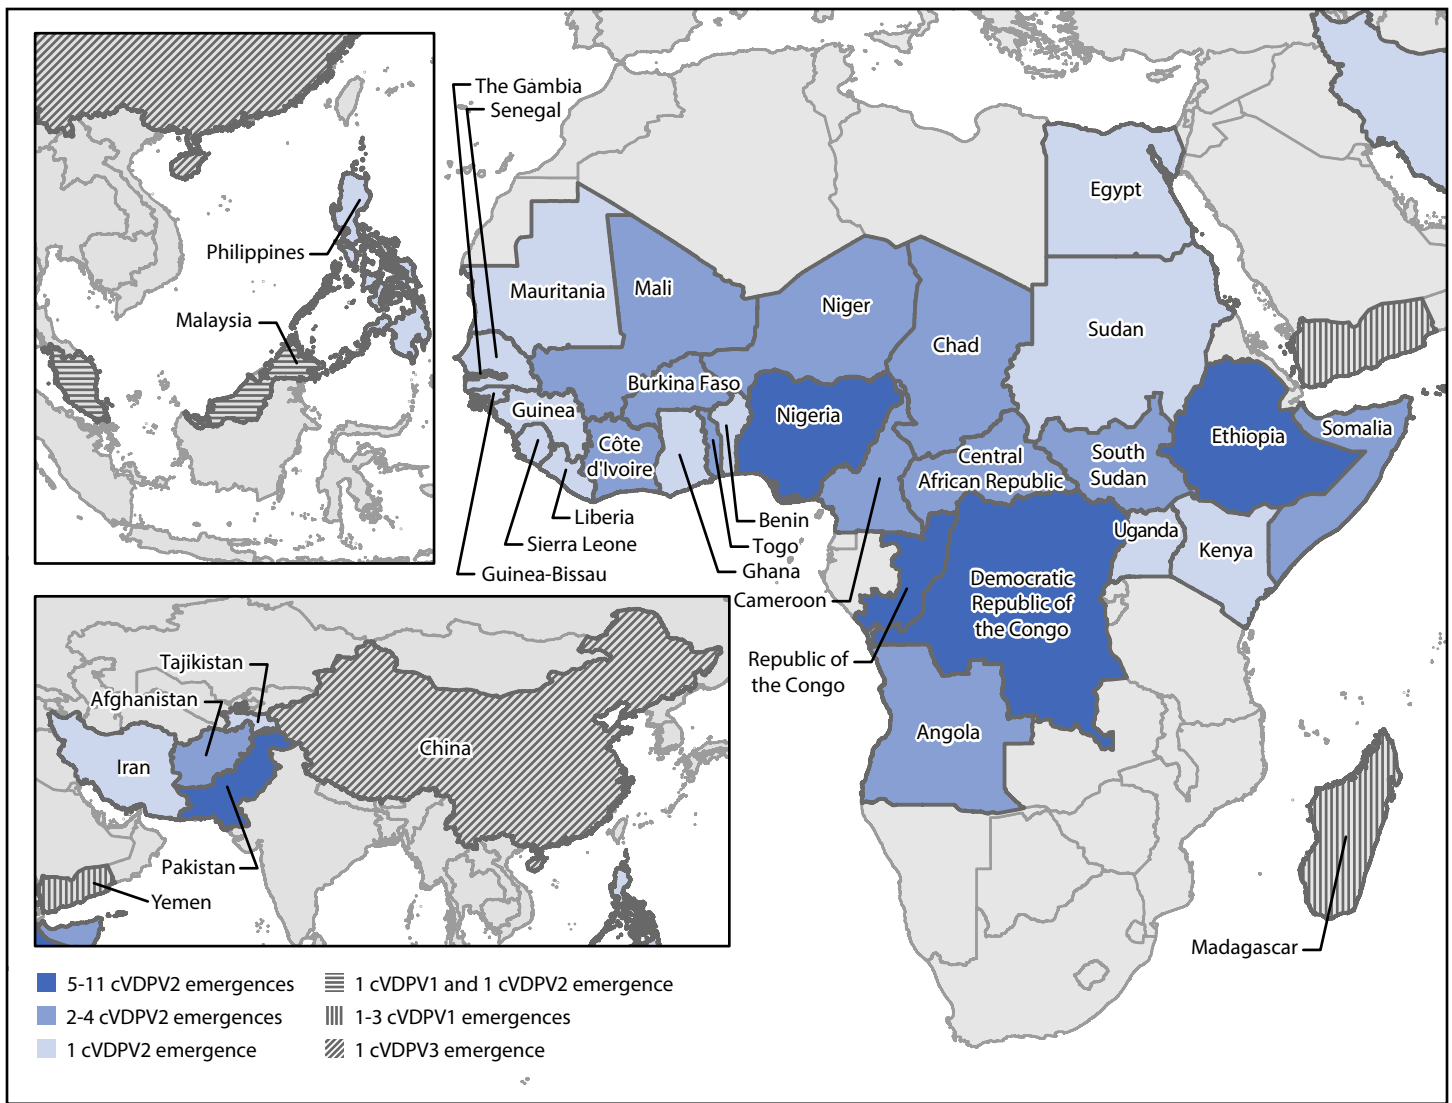 The Gambia
Senegal
Philippines
Malaysia
Egypt
Mauritania
Mali
Niger
Chad
Sudan
Burkina Faso
Nigeria
Guinea
Côte
d'Ivoire
Ethiopia
Somalia
Central
African Republic
South
Sudan
Liberia
Sierra Leone
Guinea-Bissau
Benin
Togo
Ghana
Cameroon
Uganda
Kenya
Democratic
Republic of
the Congo
Republic of
the Congo
Angola
Madagascar
Tajikistan
Afghanistan
Iran
China
Pakistan
Yemen
5-11 cVDPV2 emergences
2-4 cVDPV2 emergences
1 cVDPV2 emergence
1 cVDPV1 and 1 cVDPV2 emergence
1-3 cVDPV1 emergences
1 cVDPV3 emergence